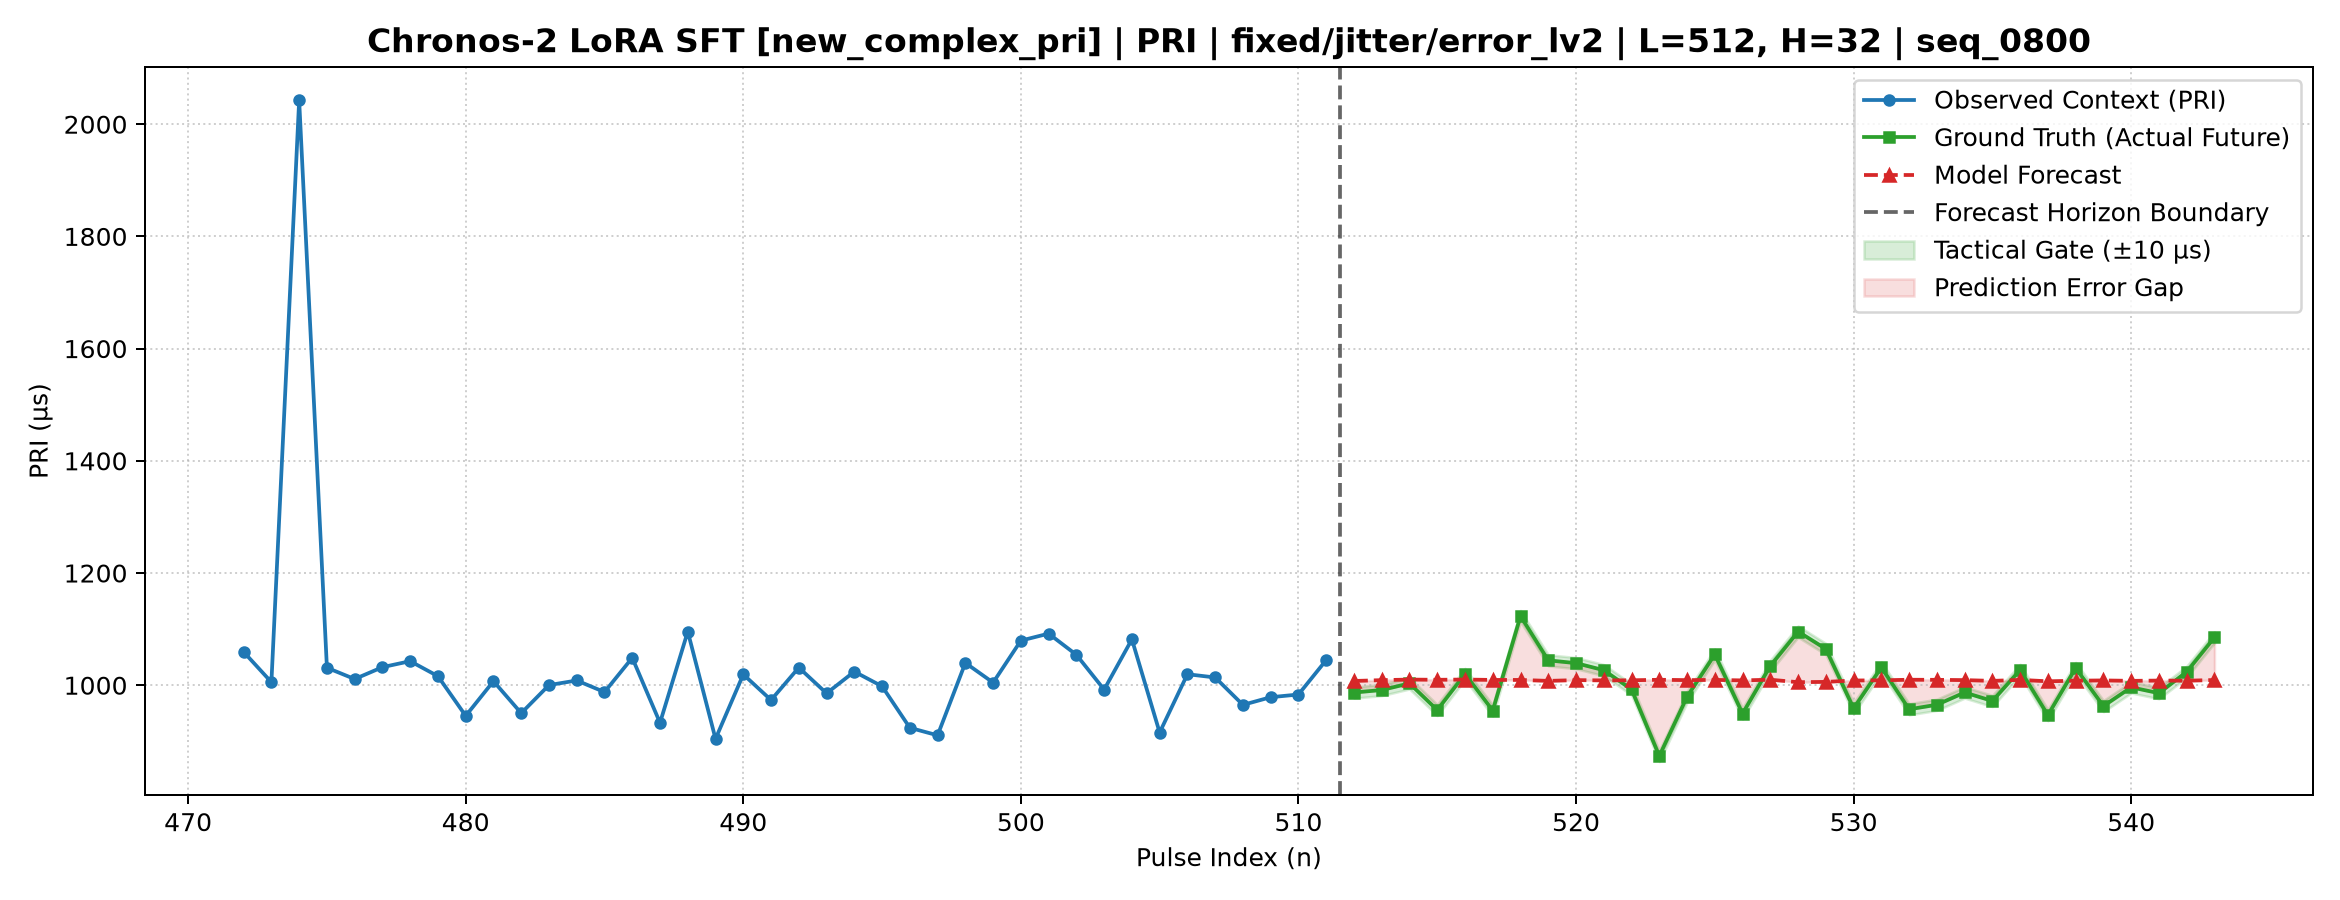 Chronos-2 LoRA SFT [new_complex_pri] | PRI | fixed/jitter/error_lv2 | L=512, H=32 | seq_0800
PRI (µs)
2000
1800
1600
1400
1200
1000
Observed Context (PRI)
Ground Truth (Actual Future)
Model Forecast
Forecast Horizon Boundary
Tactical Gate (±10 µs)
Prediction Error Gap
470 480 490 500 510 520 530 540
Pulse Index (n)